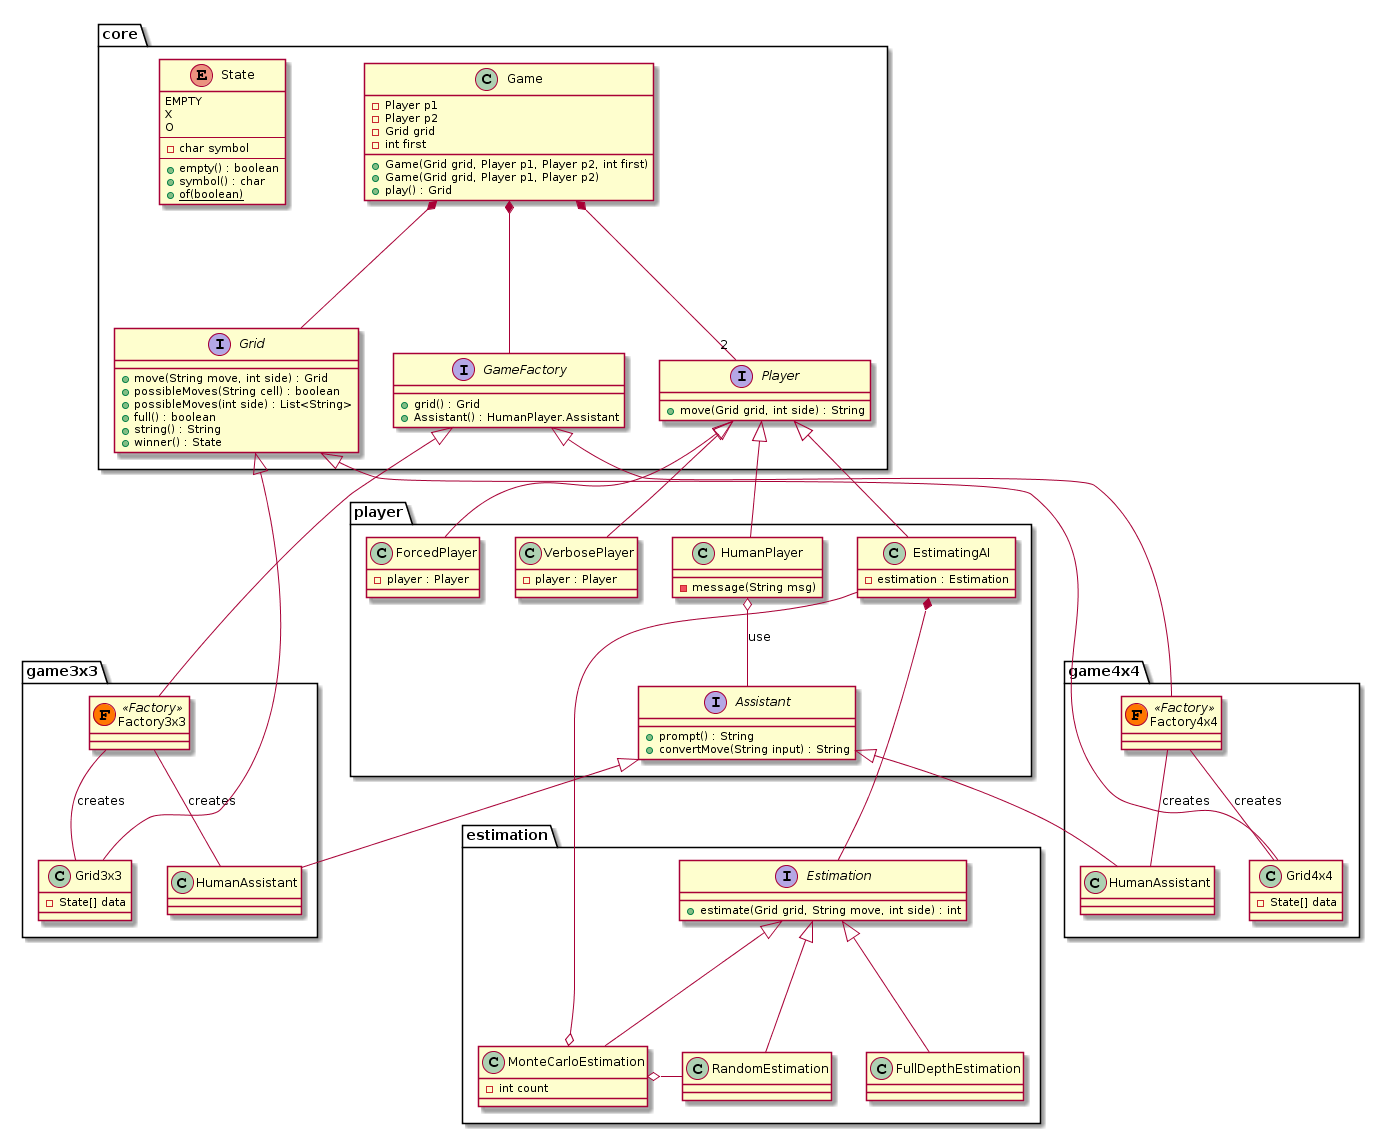 core
E State
EMPTY
X
O
char symbol
empty() : boolean
symbol() : char
of(boolean)
C Game
Player p1
Player p2
Grid grid
int first
Game(Grid grid, Player p1, Player p2, int first)
Game(Grid grid, Player p1, Player p2)
play() : Grid
2
I Grid
move(String move, int side) : Grid
possibleMoves(String cell) : boolean
possibleMoves(int side) : List<String>
full() : boolean
string() : String
winner() : State
I GameFactory
grid() : Grid
Assistant() : HumanPlayer.Assistant
I Player
move(Grid grid, int side) : String
player
C ForcedPlayer
player : Player
C VerbosePlayer
player : Player
C HumanPlayer
message(String msg)
C EstimatingAI
estimation : Estimation
use
I Assistant
prompt() : String
convertMove(String input) : String
game3x3
F «Factory»
Factory3x3
creates
creates
C Grid3x3
State[] data
C HumanAssistant
game4x4
F «Factory»
Factory4x4
creates
creates
C HumanAssistant
C Grid4x4
State[] data
estimation
I Estimation
estimate(Grid grid, String move, int side) : int
C MonteCarloEstimation
int count
C RandomEstimation
C FullDepthEstimation